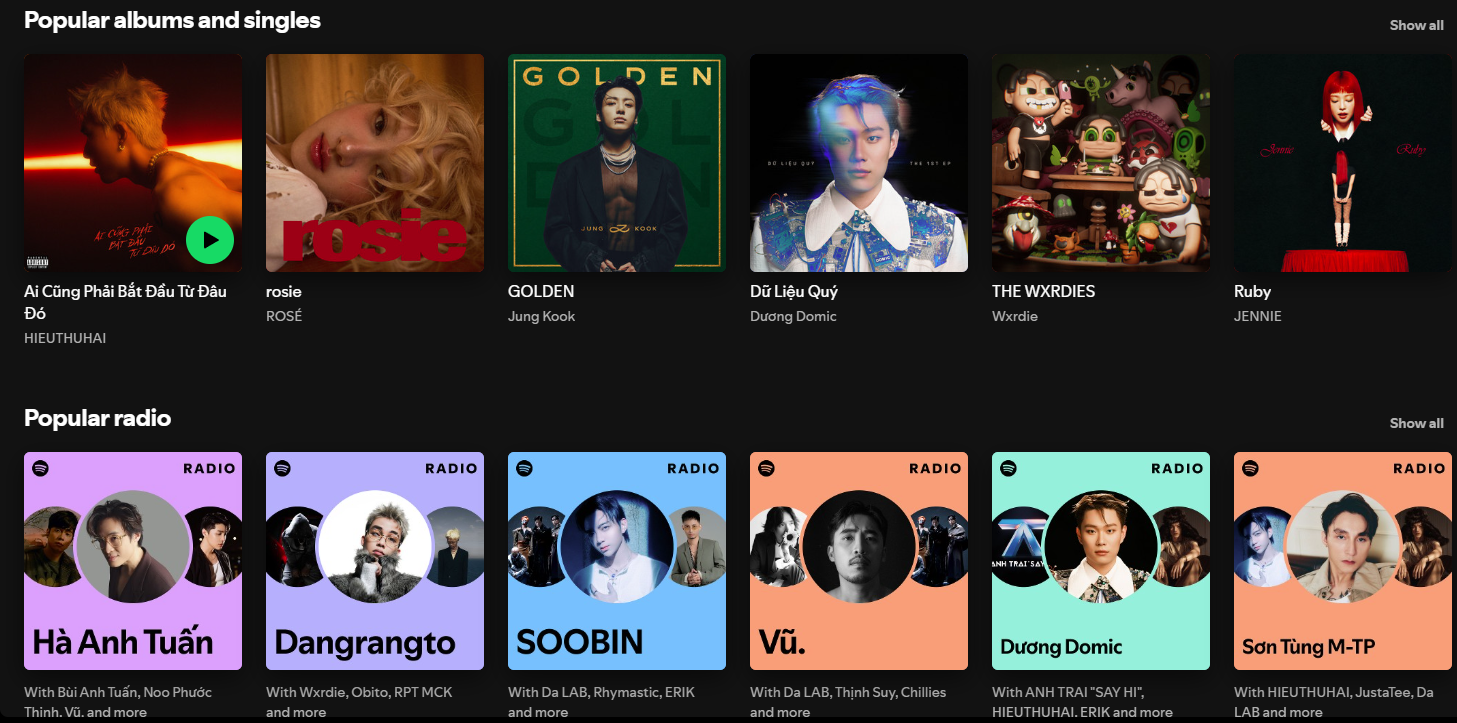 Popular albums and singles
Show all
GOLDEN
GOLDEN
DỮ LIỆU QUÝ
THE 1ST EP
Jennie
Ruby
AI CŨNG PHẢI
BẮT ĐẦU
TỪ ĐÂU ĐÓ
rosie
JUNG KOOK
Ai Cũng Phải Bắt Đầu Từ Đâu
Đó
HIEUTHUHAI
rosie
ROSÉ
GOLDEN
Jung Kook
Dữ Liệu Quý
Dương Domic
THE WXRDIES
Wxrdie
Ruby
JENNIE
Popular radio
Show all
RADIO
Hà Anh Tuấn
With Bùi Anh Tuấn, Noo Phước
Thịnh, Vũ. and more
RADIO
Dangrangto
With Wxrdie, Obito, RPT MCK
and more
RADIO
SOOBIN
With Da LAB, Rhymastic, ERIK
and more
RADIO
Vũ.
With Da LAB, Thịnh Suy, Chillies
and more
RADIO
ANH TRAI "SAY
Dương Domic
With ANH TRAI "SAY HI",
HIEUTHUHAI, ERIK and more
RADIO
Sơn Tùng M-TP
With HIEUTHUHAI, JustaTee, Da
LAB and more